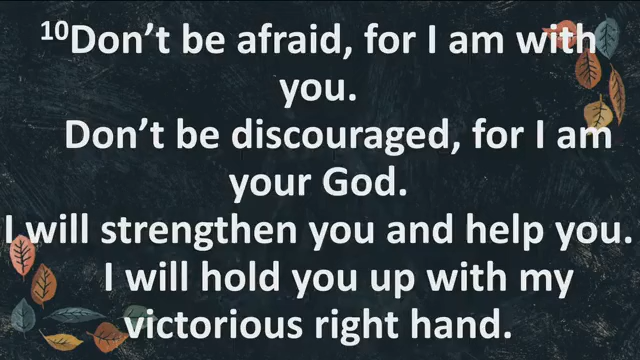 ¹⁰Don’t be afraid, for I am with
you.
Don’t be discouraged, for I am
your God.
I will strengthen you and help you.
I will hold you up with my
victorious right hand.